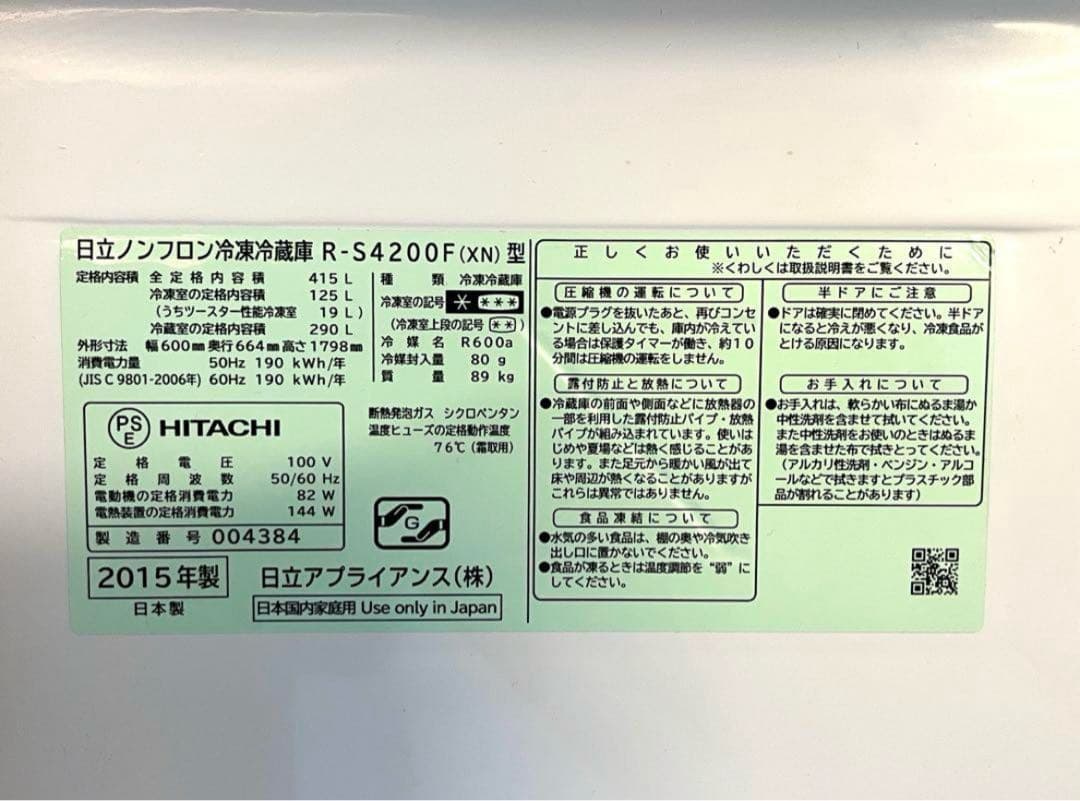 日立ノンフロン冷凍冷蔵庫 R-S4200F(XN) 型
定格内容積 全定格内容積 415 L
冷凍室の定格内容積 125 L
(うちツースター性能冷凍室 19 L)
冷蔵室の定格内容積 290 L
外形寸法 幅600mm奥行664mm高さ1798mm
消費電力量 50Hz 190 kWh/年
(JIS C 9801-2006年) 60Hz 190 kWh/年
種類 冷凍冷蔵庫
冷凍室の記号 * ***
(冷凍室上段の記号 ** )
冷媒名 R600a
冷媒封入量 80 g
質量 89 kg
PS
E
HITACHI
定格電圧 100 V
定格周波数 50/60 Hz
電動機の定格消費電力 82 W
電熱装置の定格消費電力 144 W
製造番号 004384
断熱発泡ガス シクロペンタン
温度ヒューズの定格動作温度
76℃(霜取用)
G
2015年製
日本製
日立アプライアンス(株)
日本国内家庭用 Use only in Japan
正しくお使いいただくために
※くわしくは取扱説明書をご覧ください。
圧縮機の運転について
●電源プラグを抜いたあと、再びコンセ
ントに差し込んでも、庫内が冷えてい
る場合は保護タイマーが働き、約10
分間は圧縮機の運転をしません。
露付防止と放熱について
●冷蔵庫の前面や側面などに放熱器の
一部を利用した露付防止パイプ・放熱
パイプが組み込まれています。使いは
じめや夏場などは熱く感じることがあ
ります。また足元から暖かい風が出て
床や周辺が熱くなることがありますが
これらは異常ではありません。
食品凍結について
●水気の多い食品は、棚の奥や冷気吹き
出し口に置かないでください。
●食品が凍るときは温度調節を“弱”に
してください。
半ドアにご注意
●ドアは確実に閉めてください。半ドア
になると冷えが悪くなり、冷凍食品が
とける原因になります。
お手入れについて
●お手入れは、軟らかい布にぬるま湯か
中性洗剤を含ませて拭いてください。
また中性洗剤をお使いのときはぬるま
湯を含ませた布で拭きとってください。
(アルカリ性洗剤・ベンジン・アルコ
ールなどで拭きますとプラスチック部
品が割れることがあります)